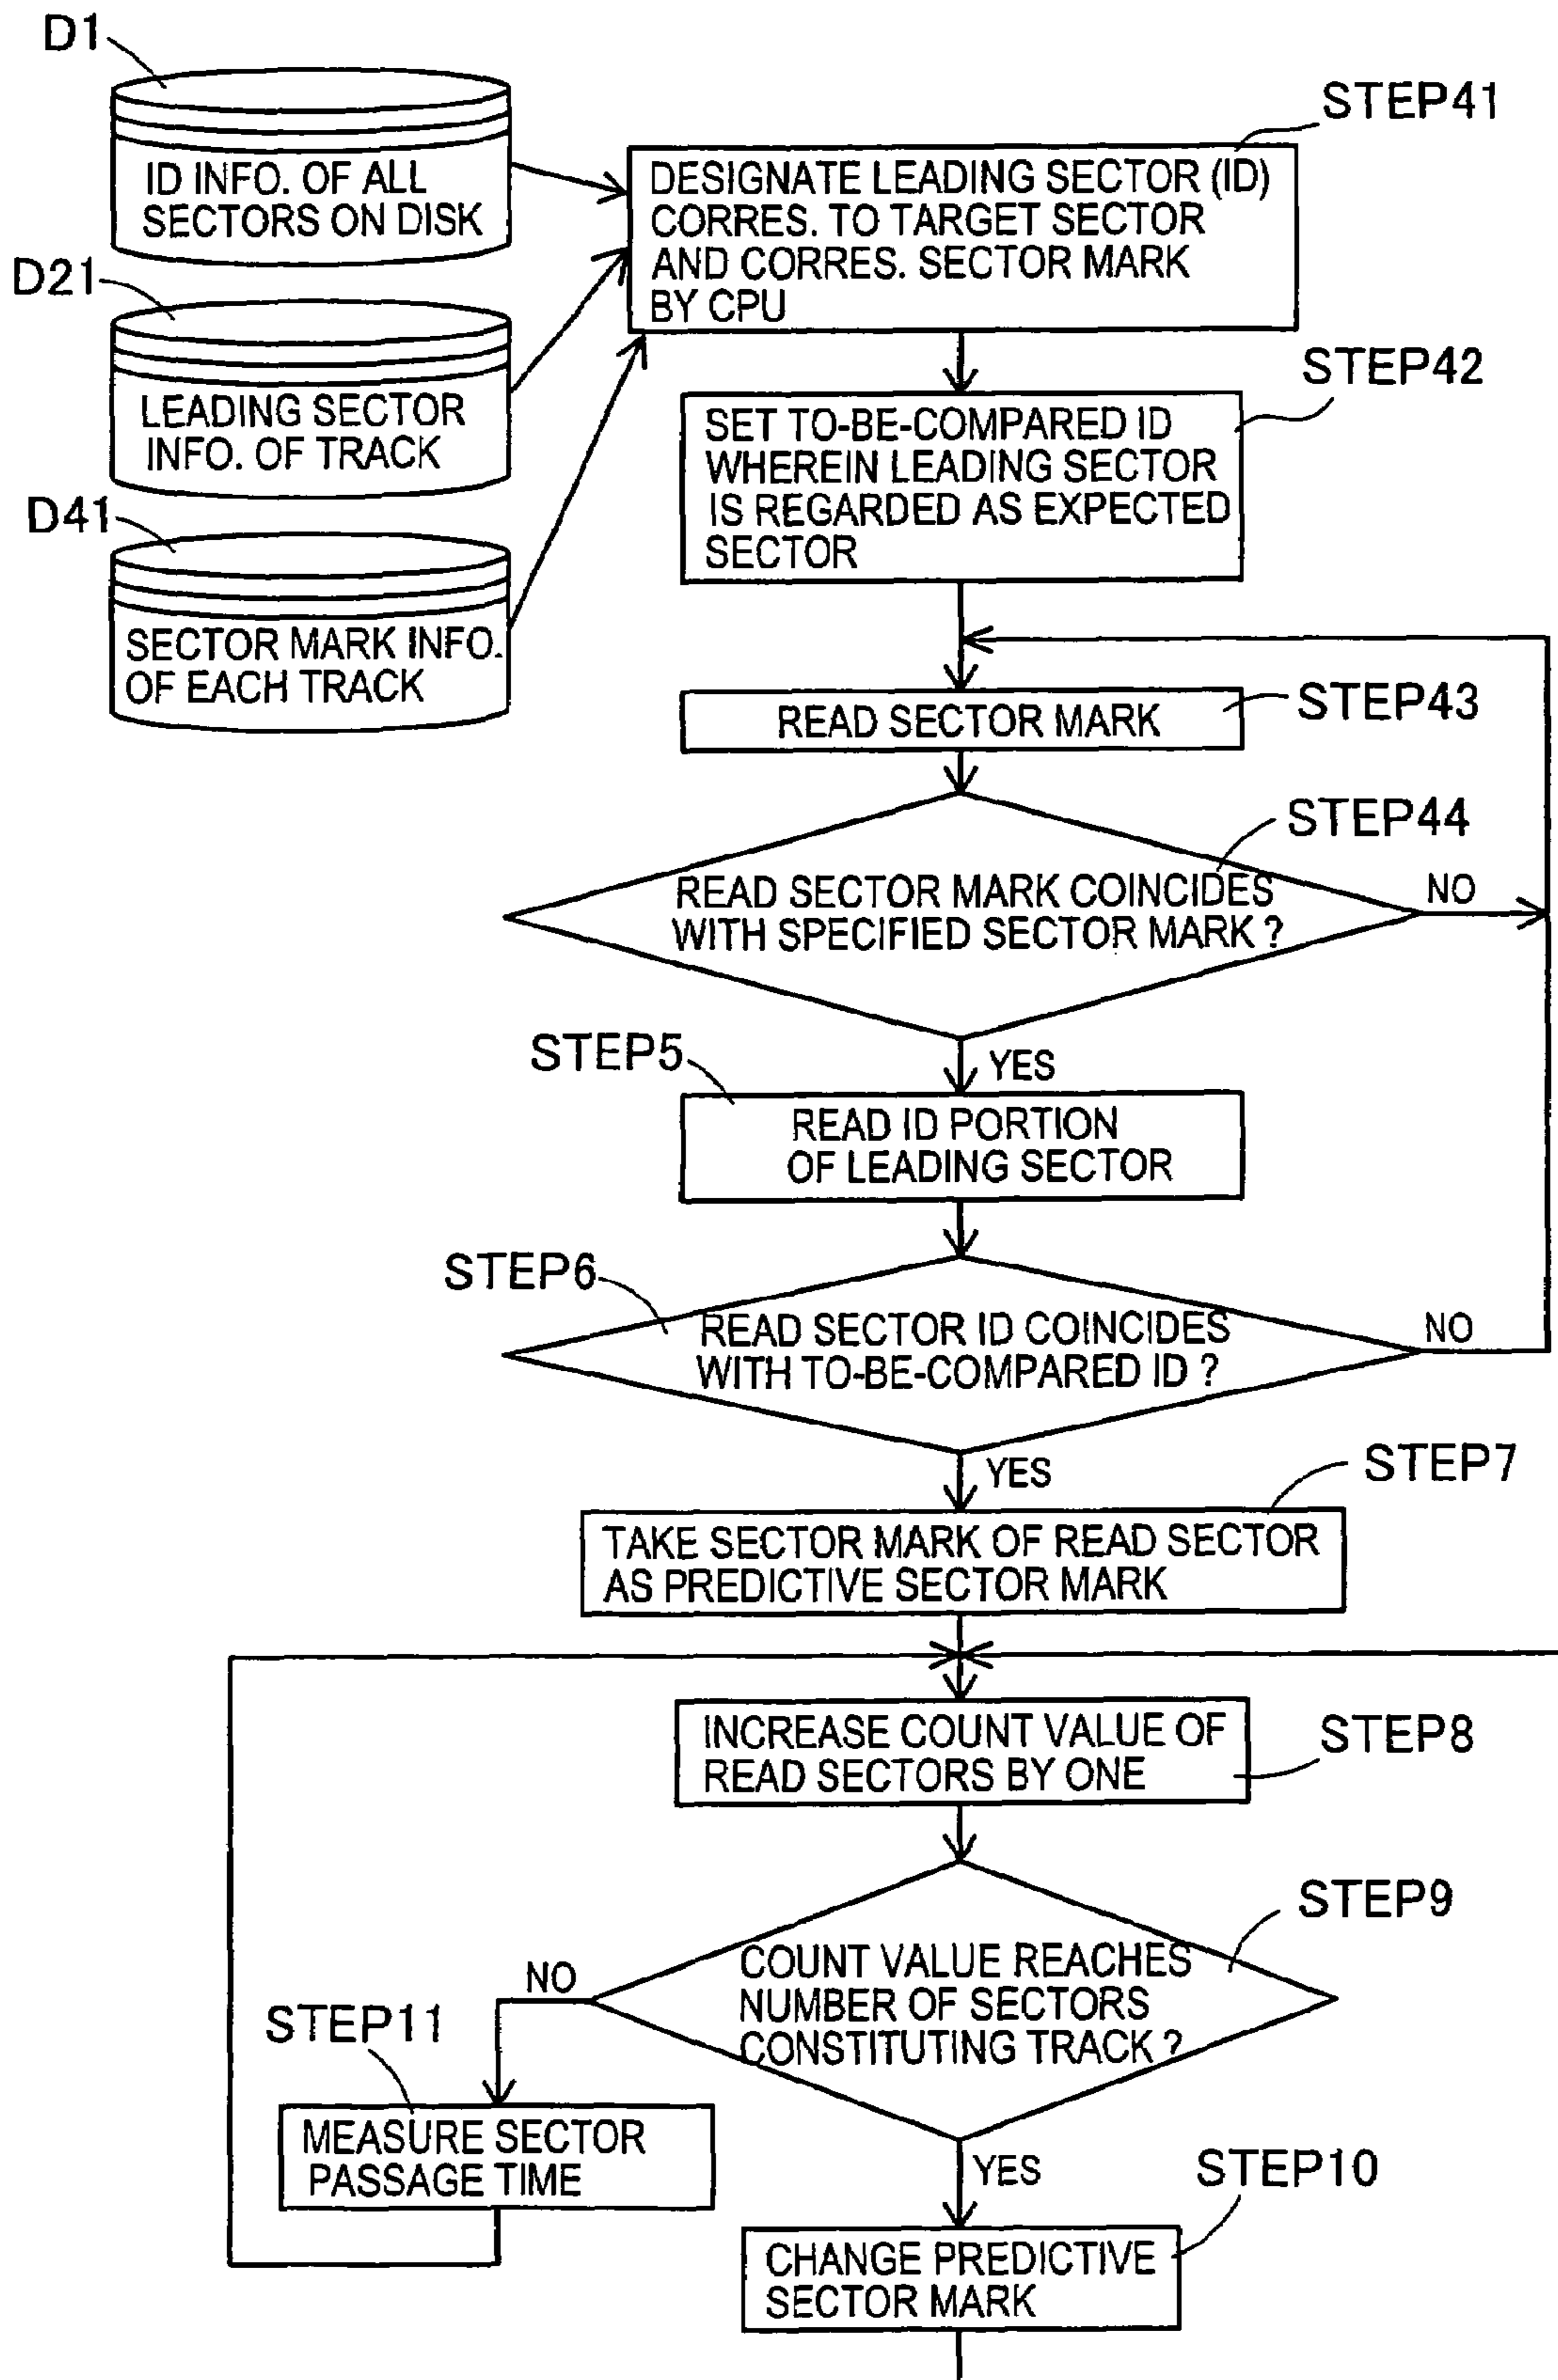 D1
ID INFO. OF ALL
SECTORS ON DISK
D21
LEADING SECTOR
INFO. OF TRACK
D41
SECTOR MARK INFO.
OF EACH TRACK
STEP41
DESIGNATE LEADING SECTOR (ID)
CORRES. TO TARGET SECTOR
AND CORRES. SECTOR MARK
BY CPU
STEP42
SET TO-BE-COMPARED ID
WHEREIN LEADING SECTOR
IS REGARDED AS EXPECTED
SECTOR
STEP43
READ SECTOR MARK
STEP44
READ SECTOR MARK COINCIDES
WITH SPECIFIED SECTOR MARK ?
NO
YES
STEP5
READ ID PORTION
OF LEADING SECTOR
STEP6
READ SECTOR ID COINCIDES
WITH TO-BE-COMPARED ID ?
NO
YES
STEP7
TAKE SECTOR MARK OF READ SECTOR
AS PREDICTIVE SECTOR MARK
STEP8
INCREASE COUNT VALUE OF
READ SECTORS BY ONE
STEP9
COUNT VALUE REACHES
NUMBER OF SECTORS
CONSTITUTING TRACK ?
NO
STEP11
MEASURE SECTOR
PASSAGE TIME
YES
STEP10
CHANGE PREDICTIVE
SECTOR MARK